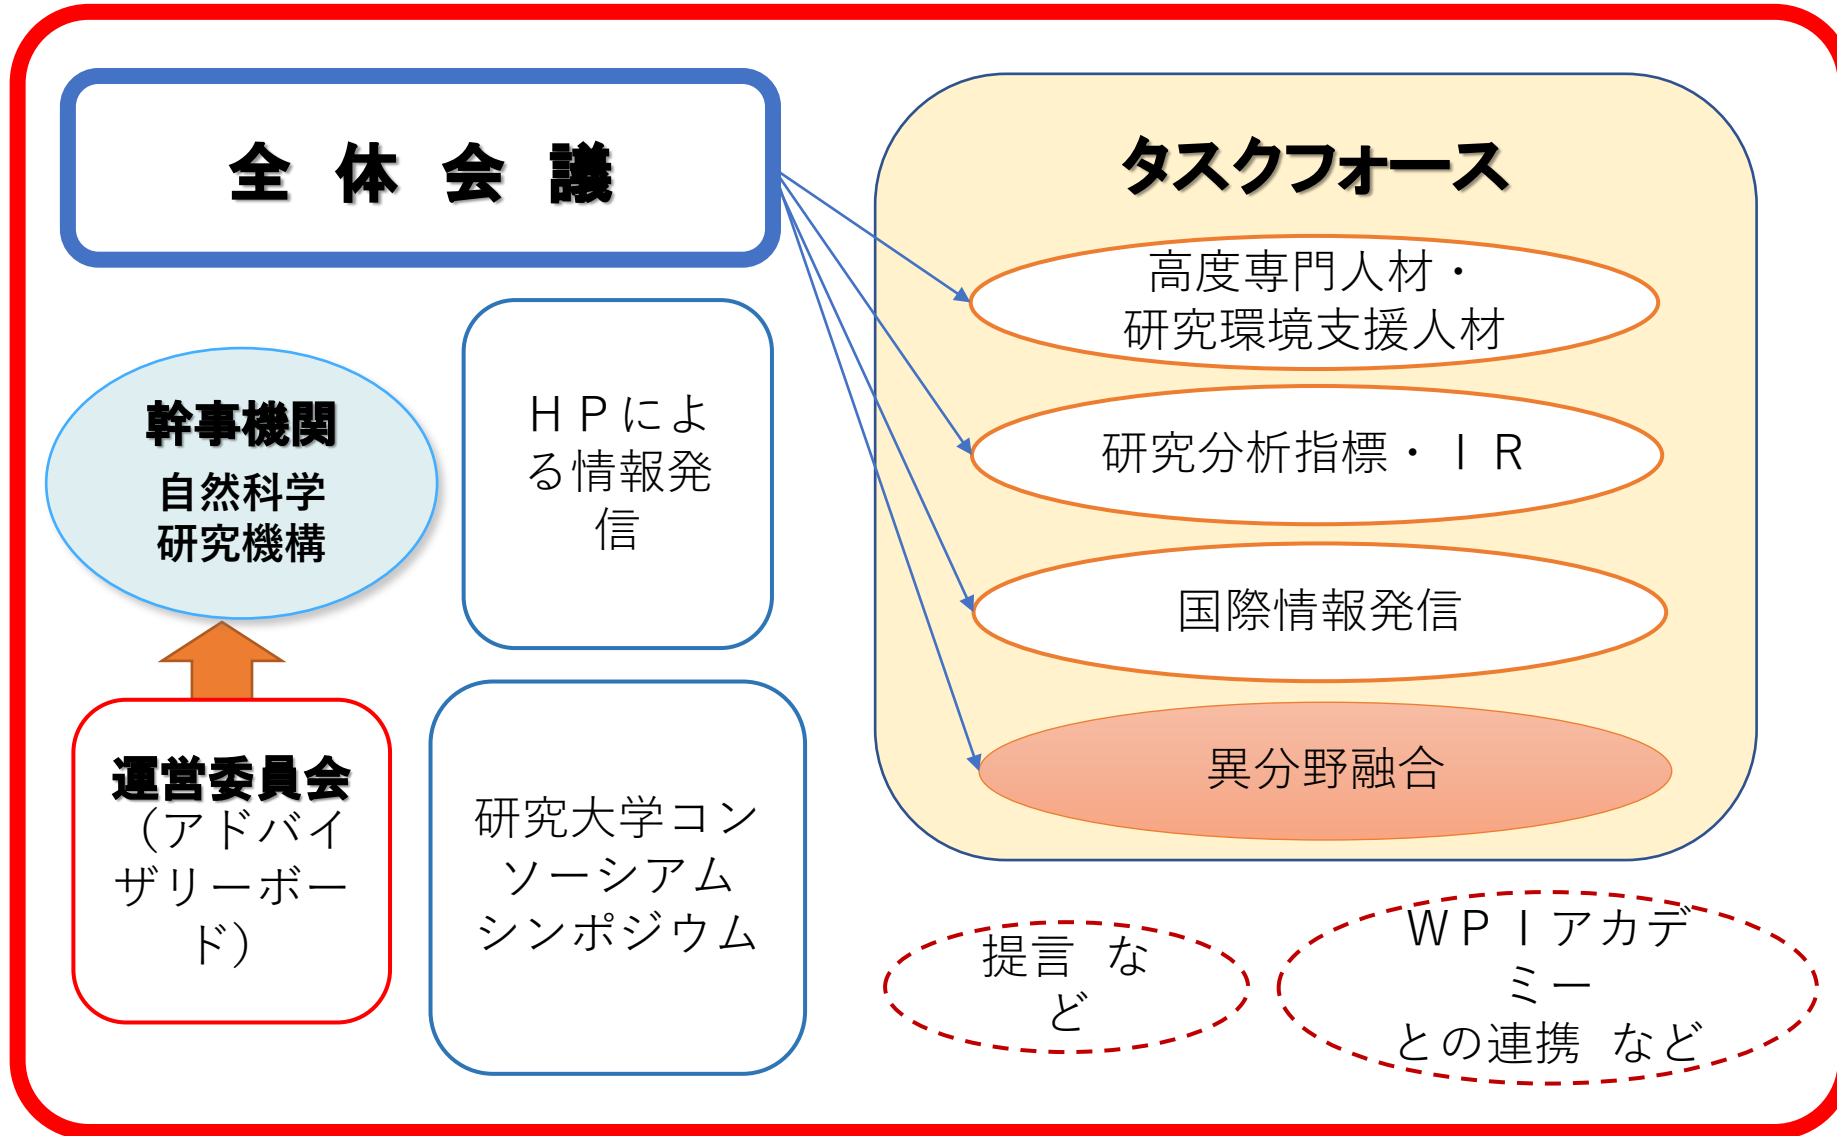 全 体 会 議
タスクフォース
高度専門人材・
研究環境支援人材
研究分析指標・ＩＲ
国際情報発信
異分野融合
幹事機関
自然科学
研究機構
ＨＰによ
る情報発
信
運営委員会
（アドバイ
ザリーボー
ド）
研究大学コン
ソーシアム
シンポジウム
提言 な
ど
ＷＰＩアカデ
ミー
との連携 など